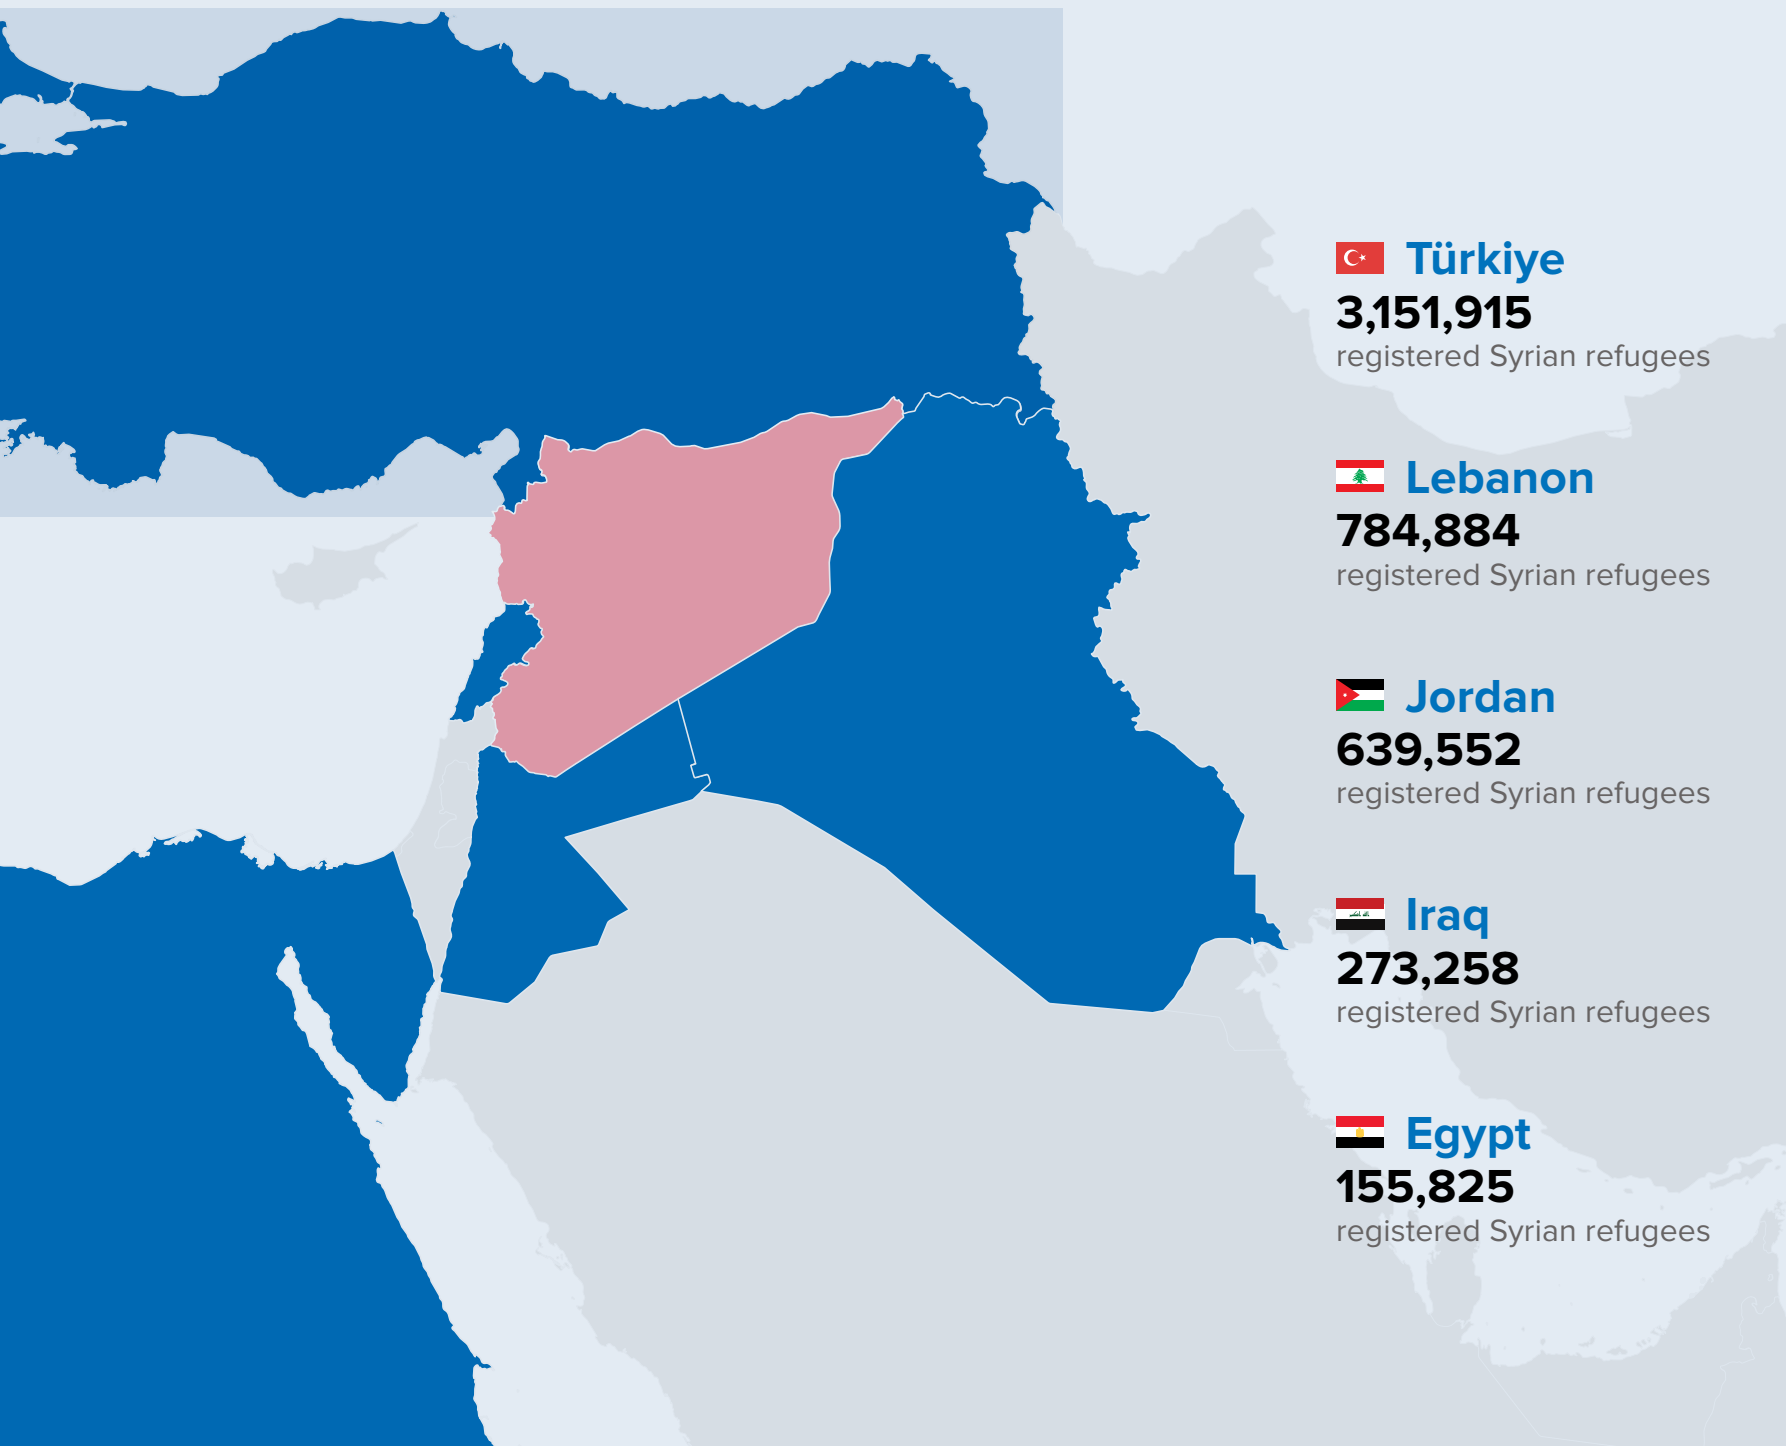 Türkiye
3,151,915
registered Syrian refugees
Lebanon
784,884
registered Syrian refugees
Jordan
639,552
registered Syrian refugees
Iraq
273,258
registered Syrian refugees
Egypt
155,825
registered Syrian refugees